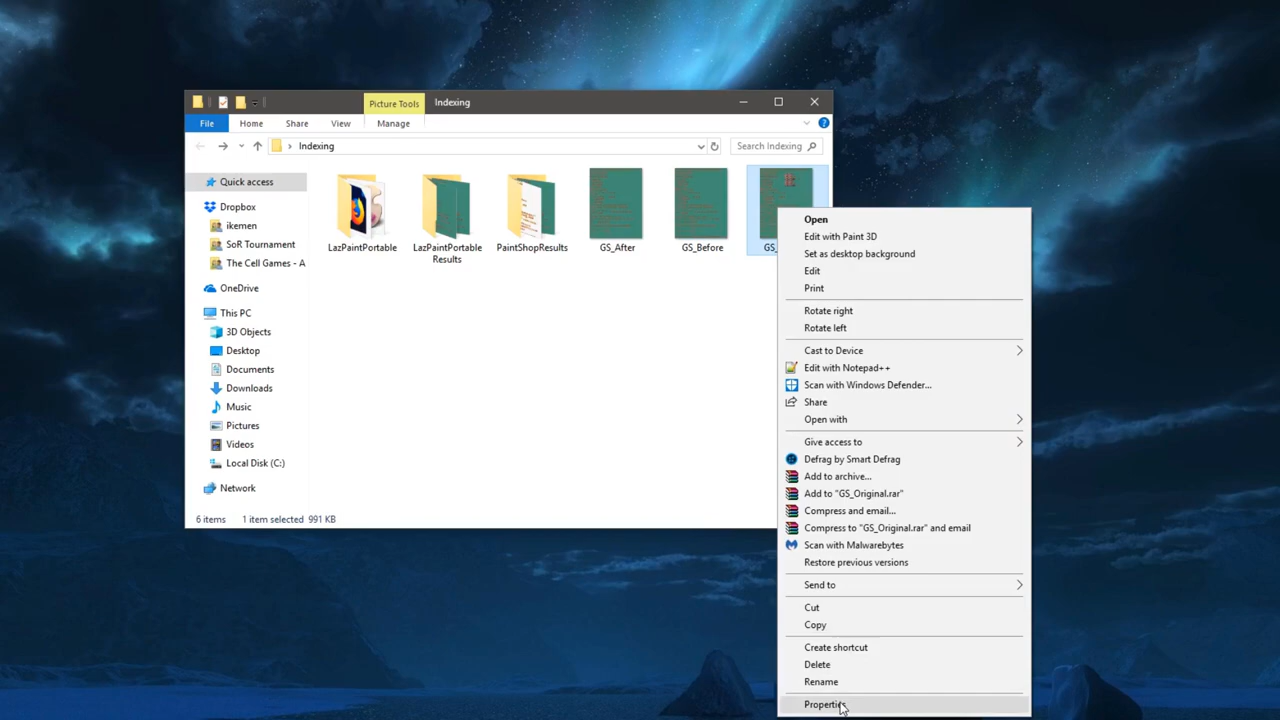 Picture Tools Indexing
File Home Share View Manage
Indexing Search Indexing
Quick access
Dropbox
ikemen
SoR Tournament
The Cell Games - A
OneDrive
This PC
3D Objects
Desktop
Documents
Downloads
Music
Pictures
Videos
Local Disk (C:)
Network
LazPaintPortable
LazPaintPortable
Results
PaintShopResults
GS_After
GS_Before
GS_
6 items 1 item selected 991 KB
Open
Edit with Paint 3D
Set as desktop background
Edit
Print
Rotate right
Rotate left
Cast to Device
Edit with Notepad++
Scan with Windows Defender...
Share
Open with
Give access to
Defrag by Smart Defrag
Add to archive...
Add to "GS_Original.rar"
Compress and email...
Compress to "GS_Original.rar" and email
Scan with Malwarebytes
Restore previous versions
Send to
Cut
Copy
Create shortcut
Delete
Rename
Properties